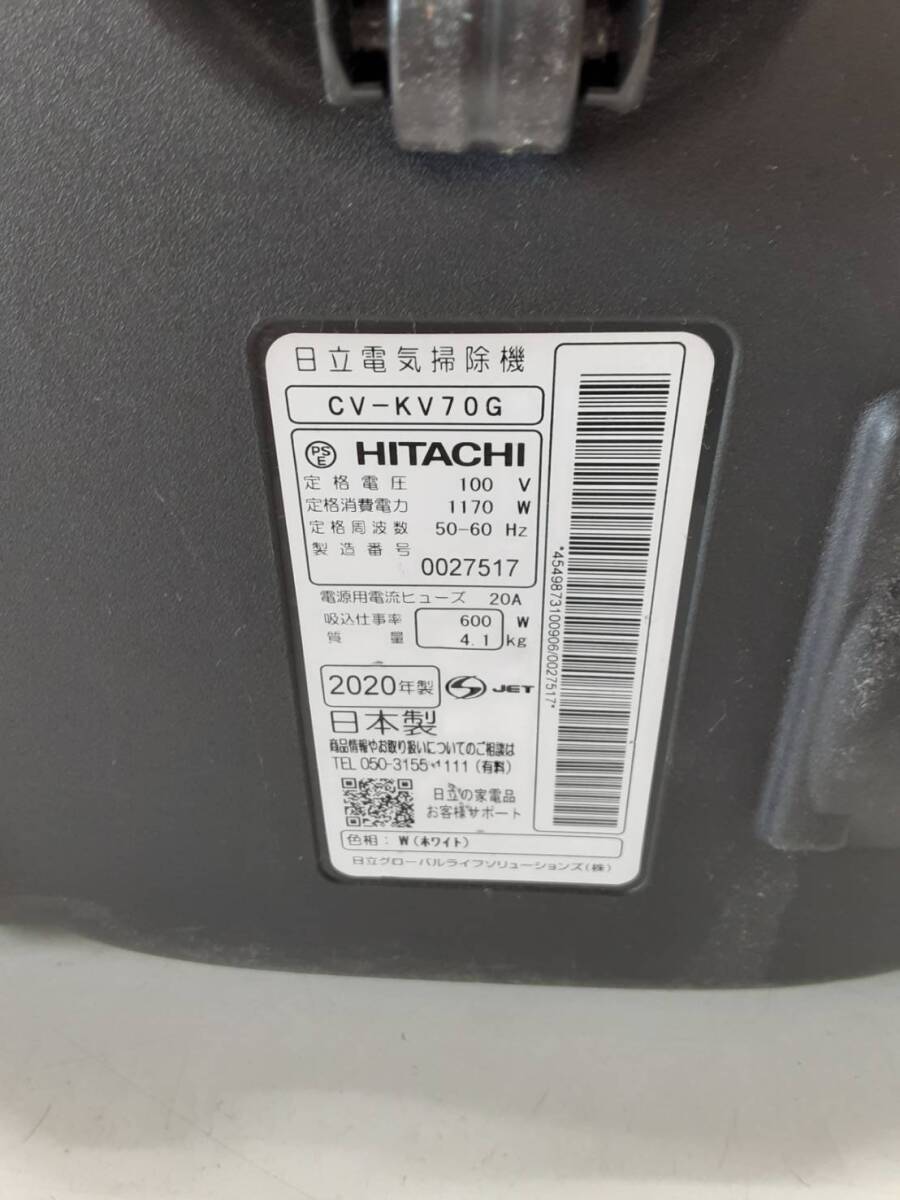 日立電気掃除機
CV-KV70G
PS E HITACHI
定格電圧 100 V
定格消費電力 1170 W
定格周波数 50-60 Hz
製造番号 0027517
電源用電流ヒューズ 20A
吸込仕事率 600 W
質量 4.1 kg
2020年製 JET
日本製
商品情報やお取り扱いについてのご相談は
TEL 050-3155-1111 (有料)
日立の家電品
お客様サポート
色相: W (ホワイト)
日立グローバルライフソリューションズ(株)
*4549873100906/0027517*